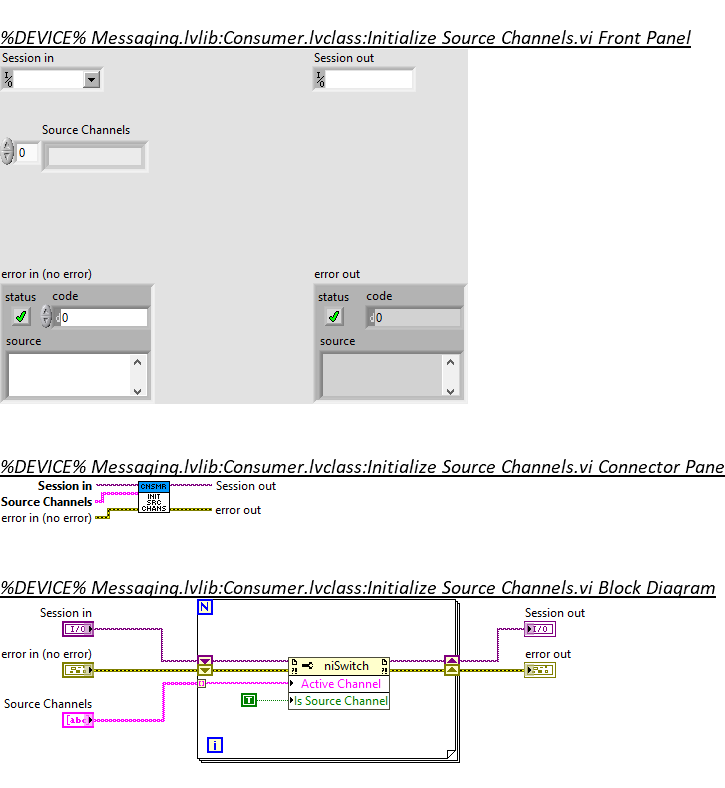 %DEVICE% Messaging.lvlib:Consumer.lvclass:Initialize Source Channels.vi Front Panel
Session in
Session out
I/O
I/O
Source Channels
0
error in (no error)
error out
status code
status code
d0
d0
source
source
%DEVICE% Messaging.lvlib:Consumer.lvclass:Initialize Source Channels.vi Connector Pane
Session in
Session out
CNSMR
Source Channels
INIT
SRC
CHANS
error in (no error)
error out
%DEVICE% Messaging.lvlib:Consumer.lvclass:Initialize Source Channels.vi Block Diagram
N
Session in
Session out
I/O
I/O
error in (no error)
error out
niSwitch
Active Channel
Source Channels
T
Is Source Channel
[abc]
i